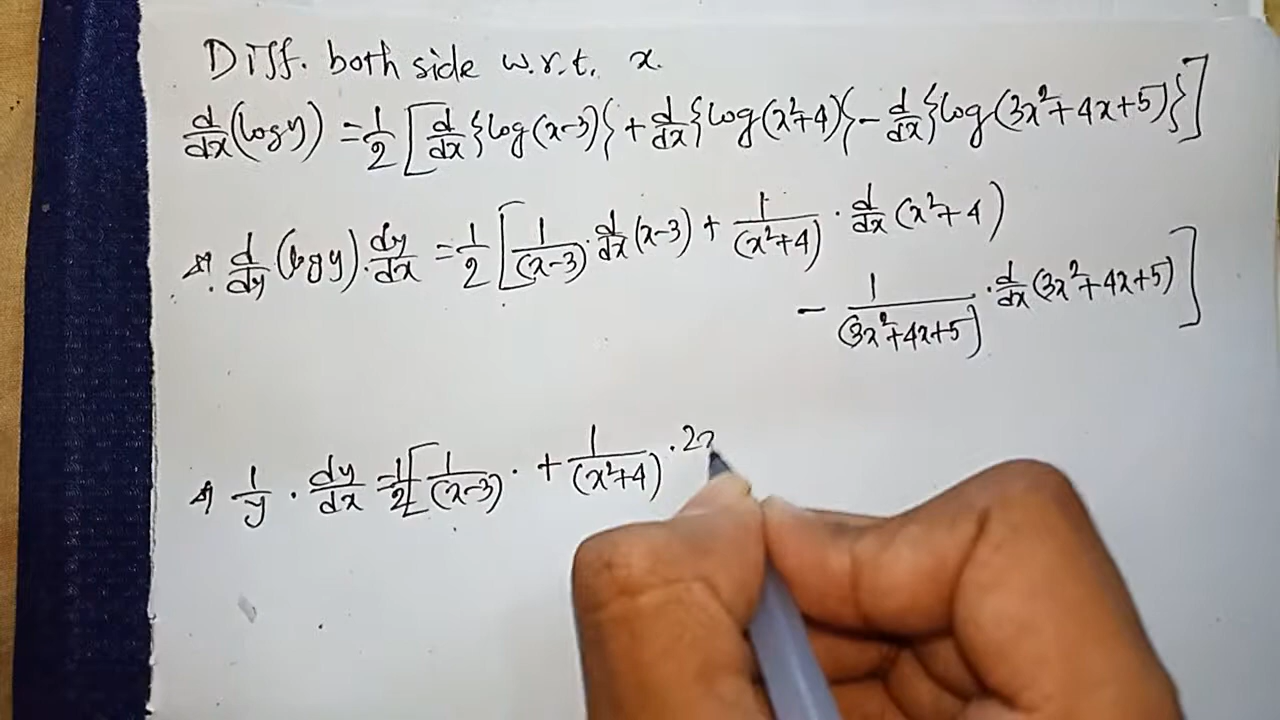 Diff. both side w.r.t. x.
d/dx(log y) = 1/2 [d/dx{log(x-3)} + d/dx{log(x²+4)} - d/dx{log(3x²+4x+5)}]
⇒ d/dy (log y) · dy/dx = 1/2 [1/(x-3) · d/dx (x-3) + 1/(x²+4) · d/dx (x²+4)
- 1/(3x²+4x+5) · d/dx (3x²+4x+5)]
⇒ 1/y · dy/dx = 1/2 [1/(x-3) · + 1/(x²+4) · 2x